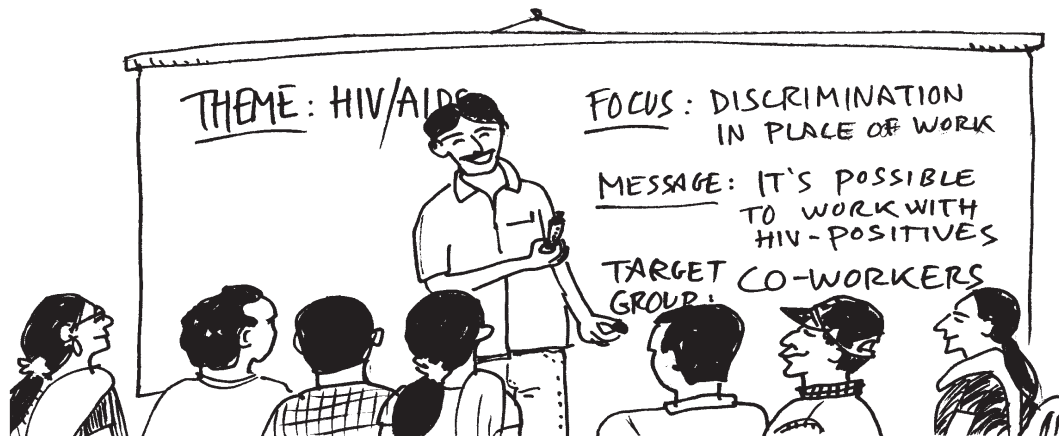 THEME: HIV/AIDS
FOCUS: DISCRIMINATION
IN PLACE OF WORK
MESSAGE: IT'S POSSIBLE
TO WORK WITH
HIV-POSITIVES
TARGET CO-WORKERS
GROUP: